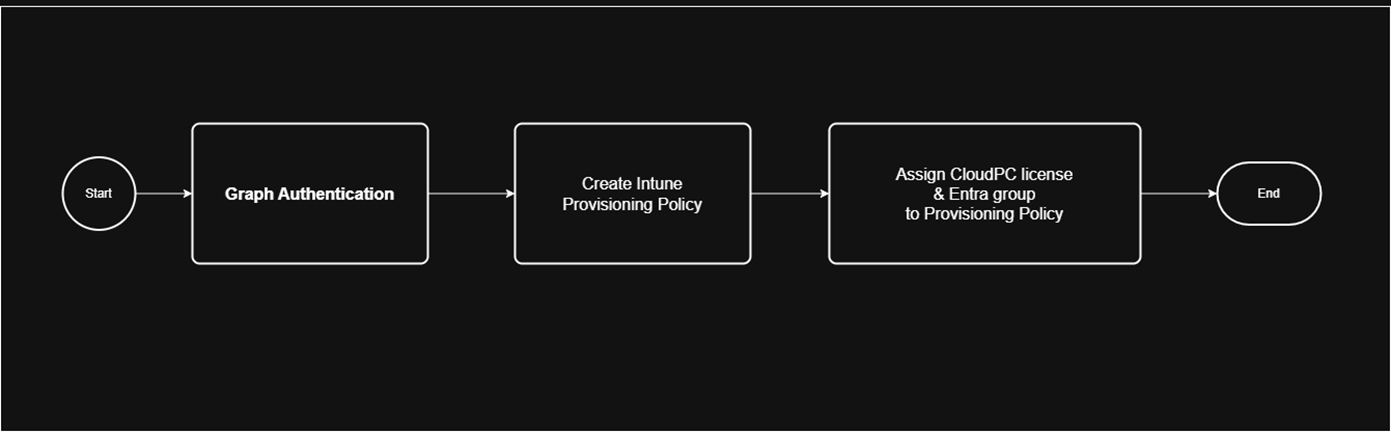 Start
Graph Authentication
Create Intune
Provisioning Policy
Assign CloudPC license
& Entra group
to Provisioning Policy
End